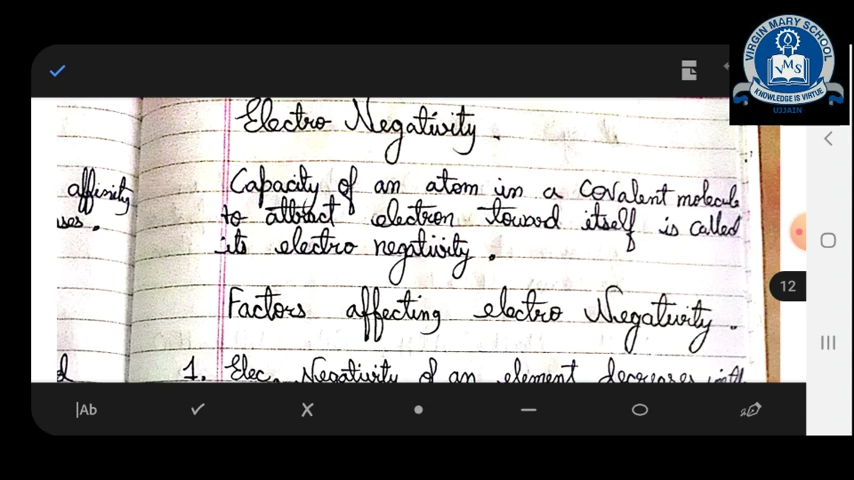 VIRGIN MARY SCHOOL
VMS
KNOWLEDGE IS VIRTUE
UJJAIN
Electro Negativity.
affinity
Capacity of an atom in a covalent molecule
to attract electron toward itself is called
its electro negativity.
12
Factors affecting electro Negativity.
1. Elec. Negativity of an element decreases with
|Ab